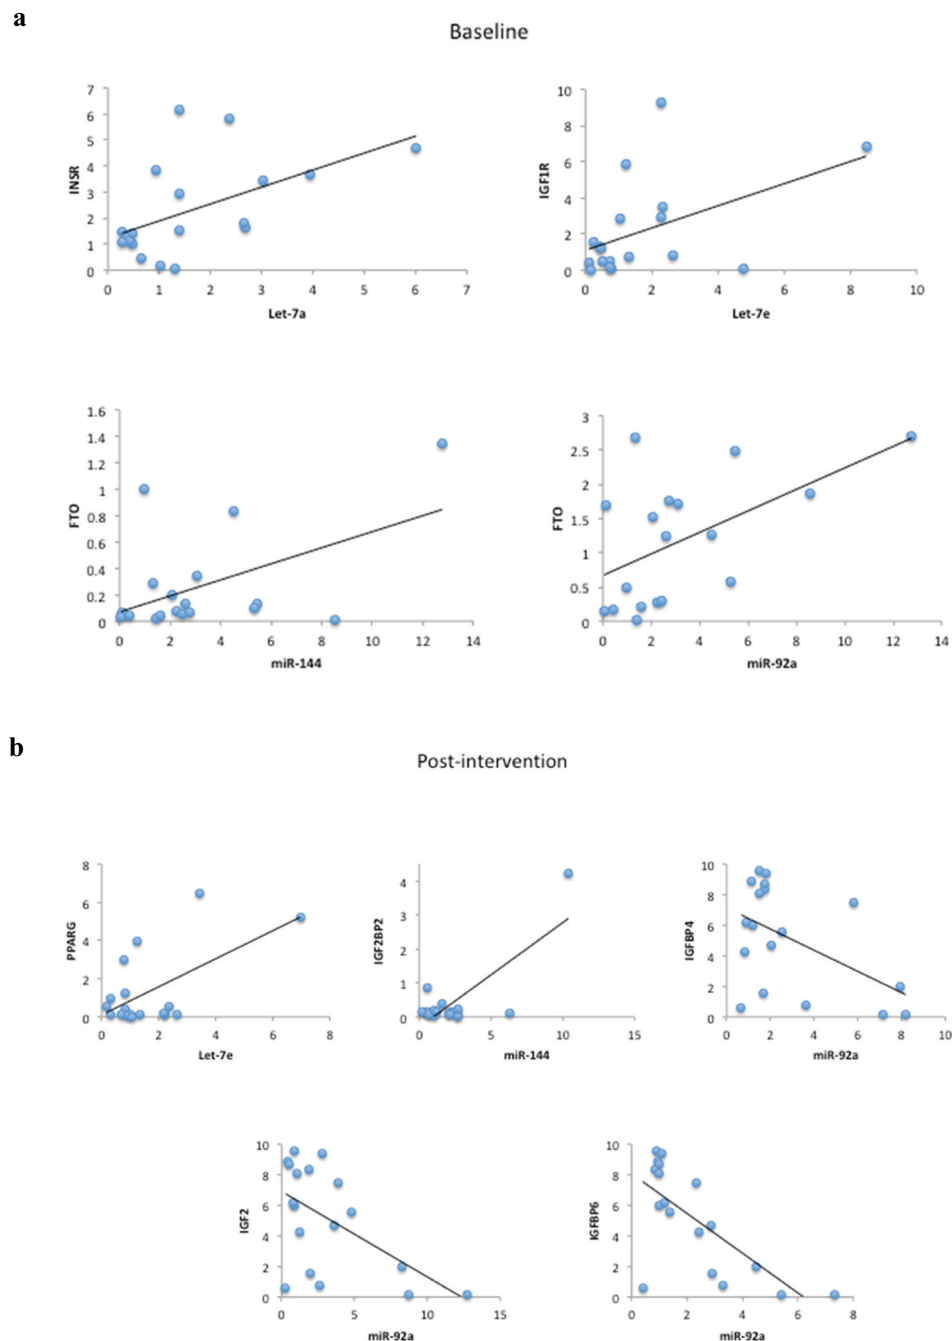 a
Baseline
7
6
5
4
3
2
1
0
INSR
0 1 2 3 4 5 6 7
Let-7a
10
8
6
4
2
0
IGF1R
0 2 4 6 8 10
Let-7e
1.6
1.4
1.2
1
0.8
0.6
0.4
0.2
0
FTO
0 2 4 6 8 10 12 14
miR-144
3
2.5
2
1.5
1
0.5
0
FTO
0 2 4 6 8 10 12 14
miR-92a
b
Post-intervention
8
6
4
2
0
PPARG
0 2 4 6 8
Let-7e
4
3
2
1
0
IGF2BP2
0 5 10 15
miR-144
10
8
6
4
2
0
IGFBP4
0 2 4 6 8 10
miR-92a
10
8
6
4
2
0
IGF2
0 5 10 15
miR-92a
10
8
6
4
2
0
IGFBP6
0 2 4 6 8
miR-92a